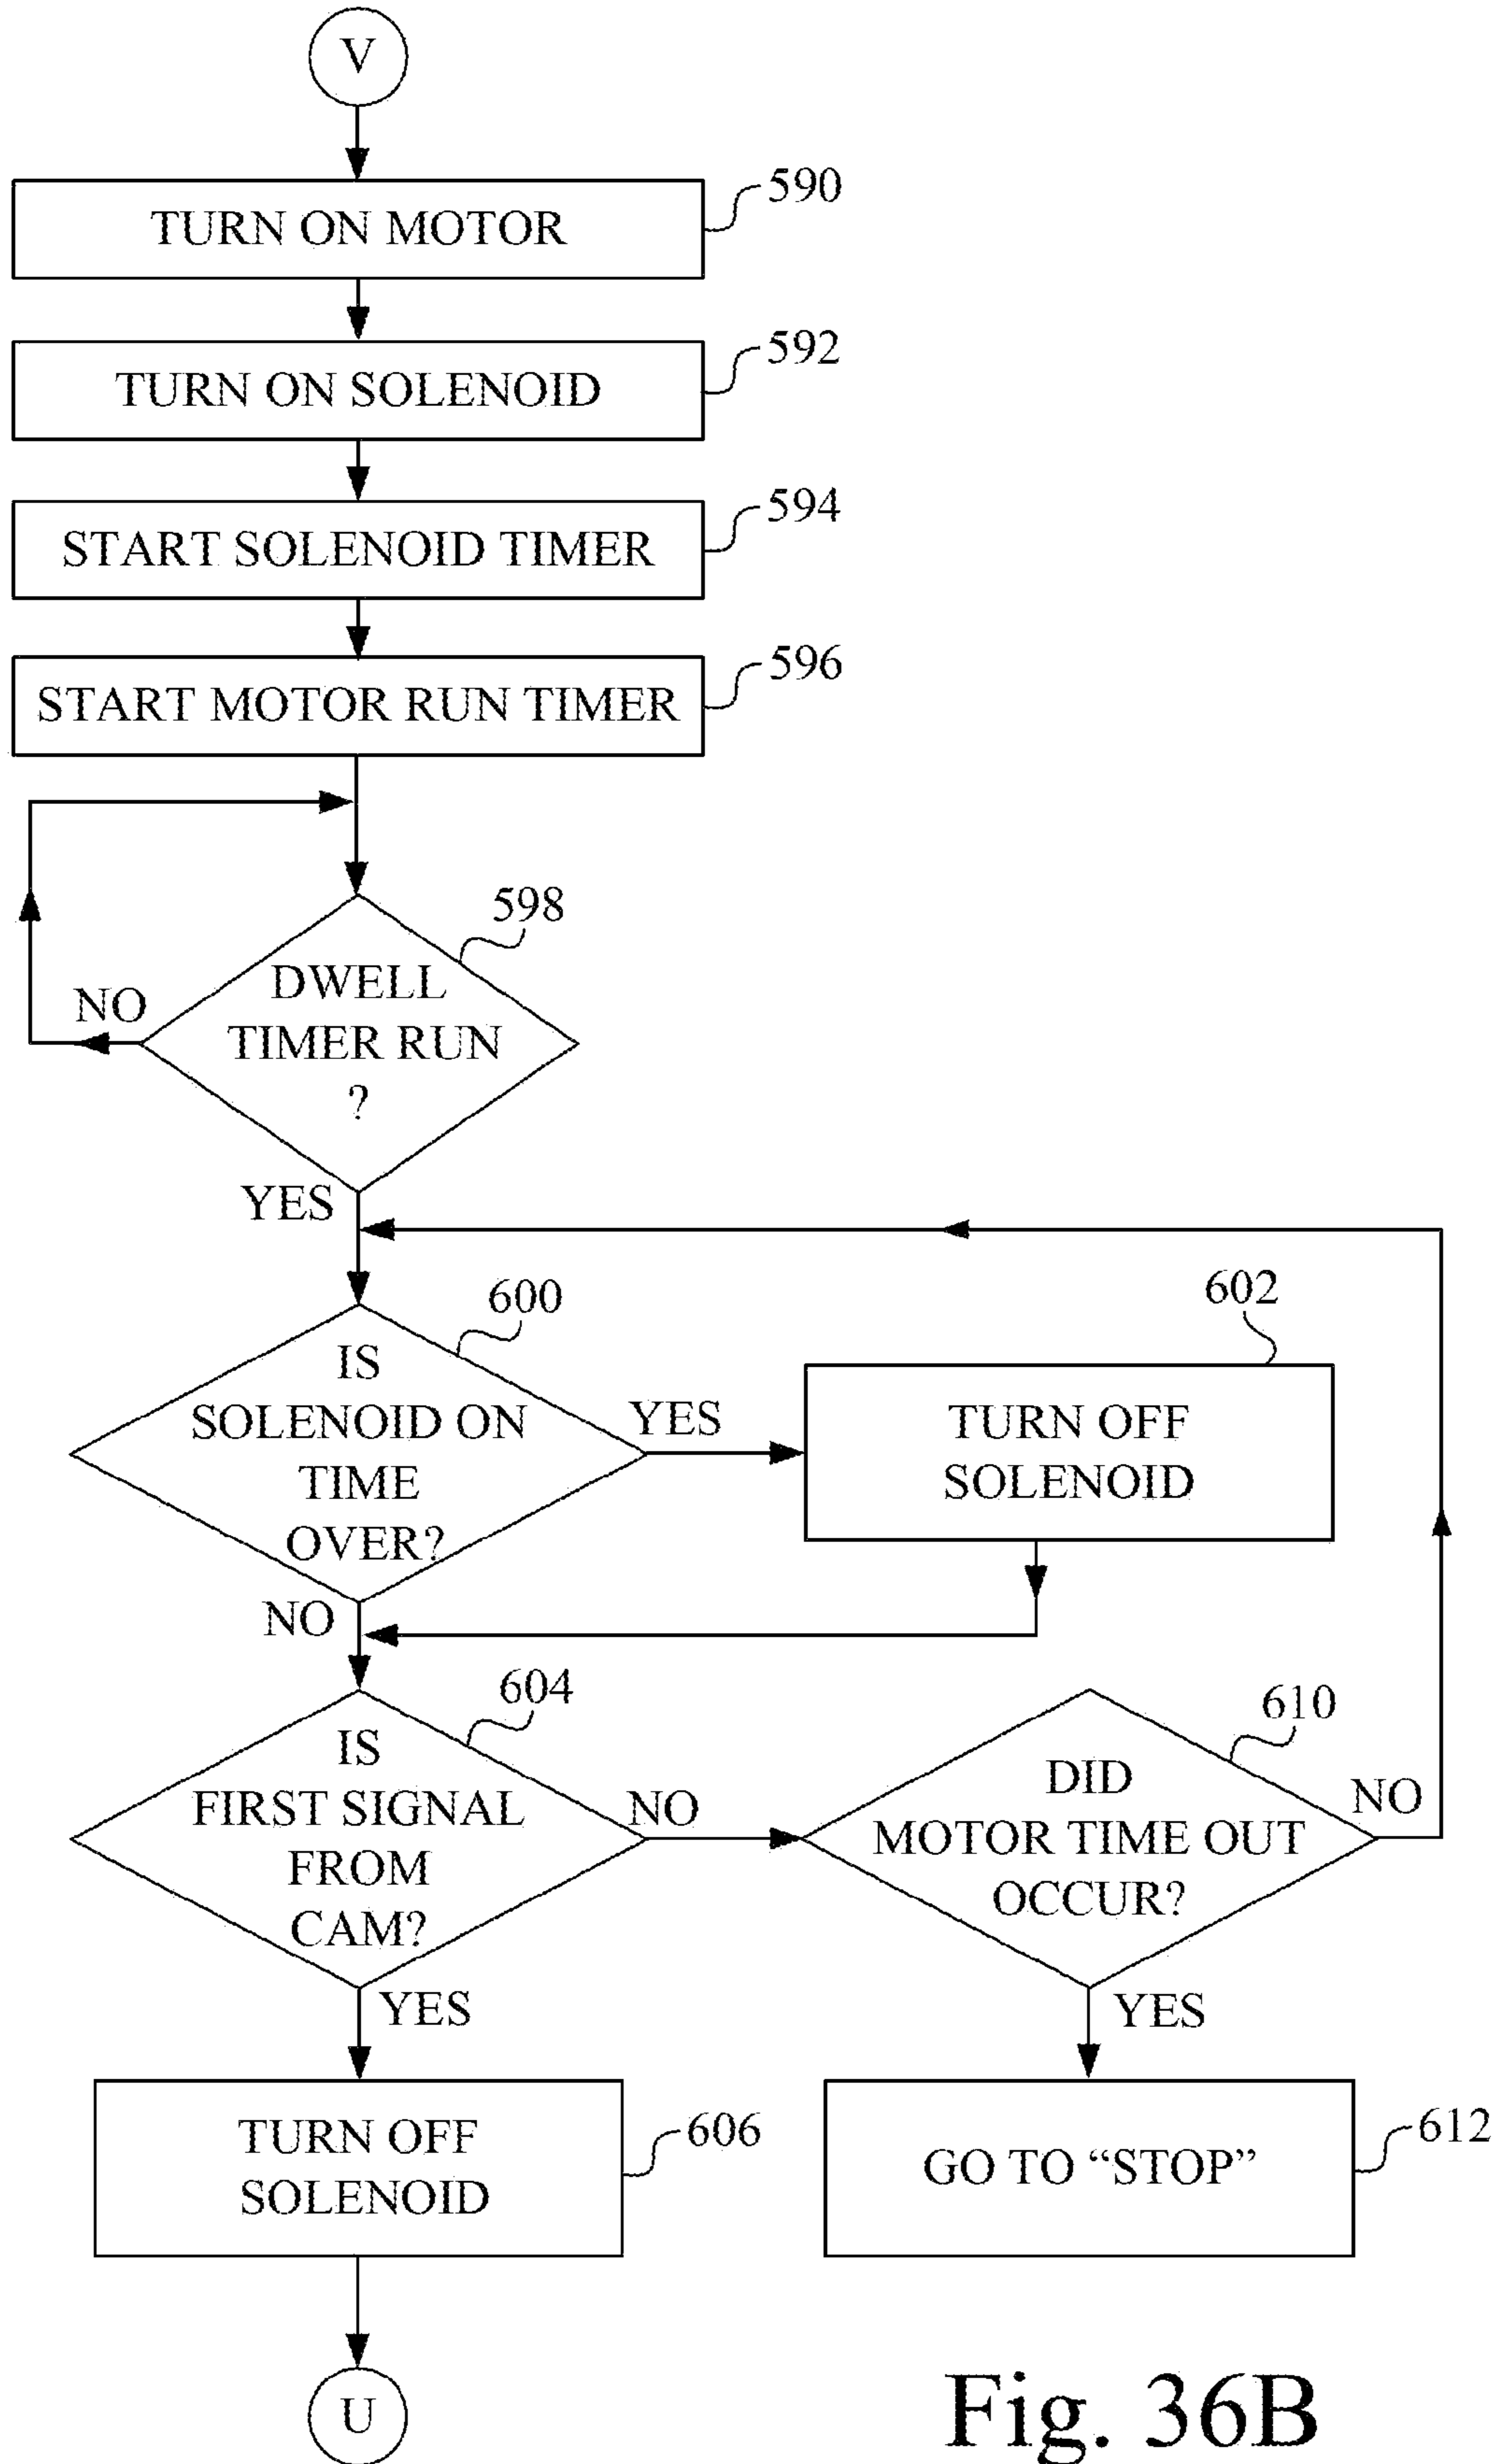 V
TURN ON MOTOR
590
TURN ON SOLENOID
592
START SOLENOID TIMER
594
START MOTOR RUN TIMER
596
598
DWELL
TIMER RUN
?
NO
YES
600
IS
SOLENOID ON
TIME
OVER?
YES
NO
602
TURN OFF
SOLENOID
604
IS
FIRST SIGNAL
FROM
CAM?
NO
YES
610
DID
MOTOR TIME OUT
OCCUR?
NO
YES
TURN OFF
SOLENOID
606
GO TO “STOP”
612
U
Fig. 36B